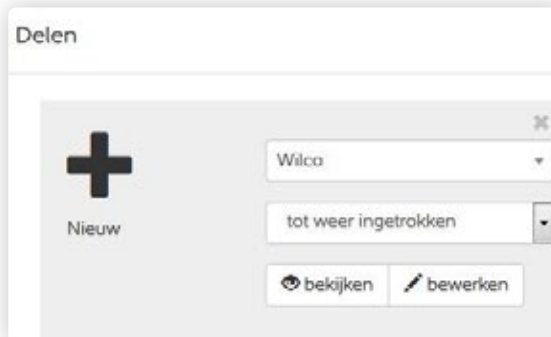 Delen
Wilco
Nieuw
tot weer ingetrokken
bekijken bewerken